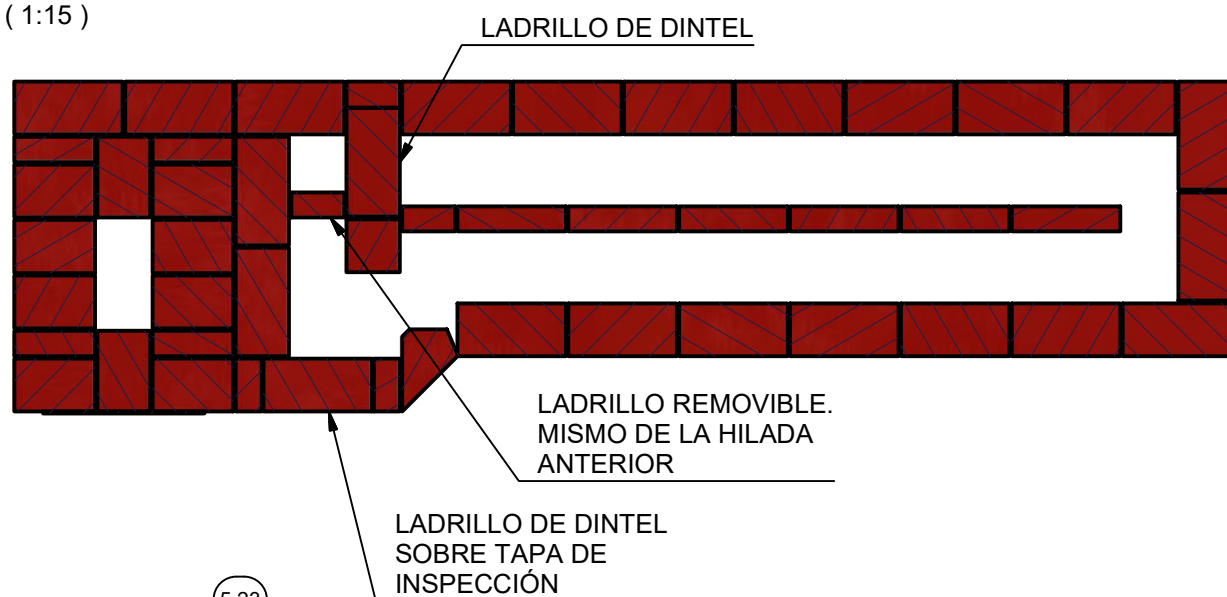 ( 1:15 )
LADRILLO DE DINTEL
LADRILLO REMOVIBLE.
MISMO DE LA HILADA
ANTERIOR
LADRILLO DE DINTEL
SOBRE TAPA DE
INSPECCIÓN